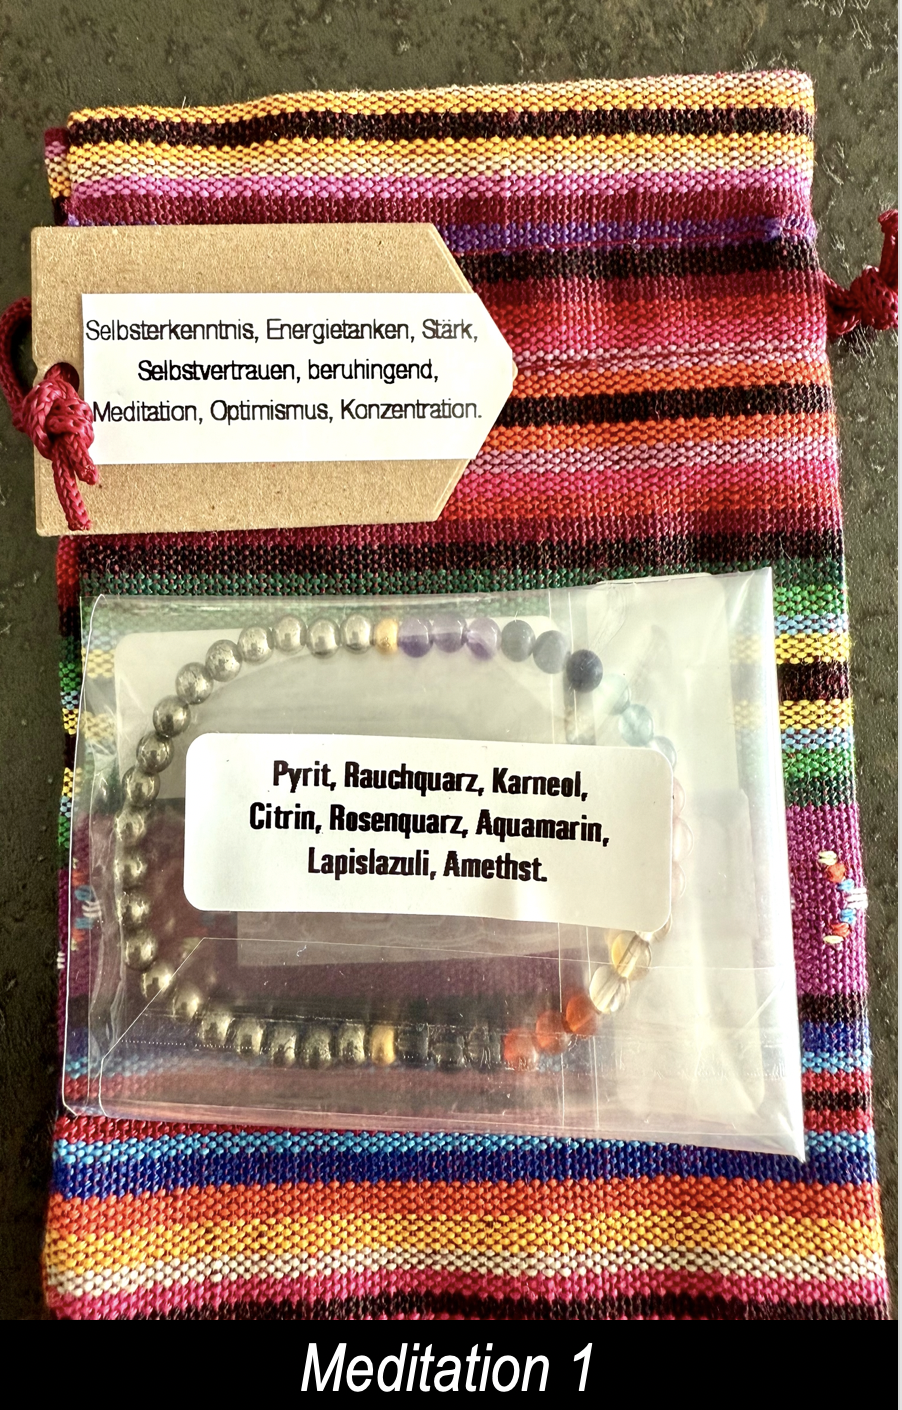 Selbsterkenntnis, Energietanken, Stärk,
Selbstvertrauen, beruhingend,
Meditation, Optimismus, Konzentration.
Pyrit, Rauchquarz, Karneol,
Citrin, Rosenquarz, Aquamarin,
Lapislazuli, Amethst.
Meditation 1